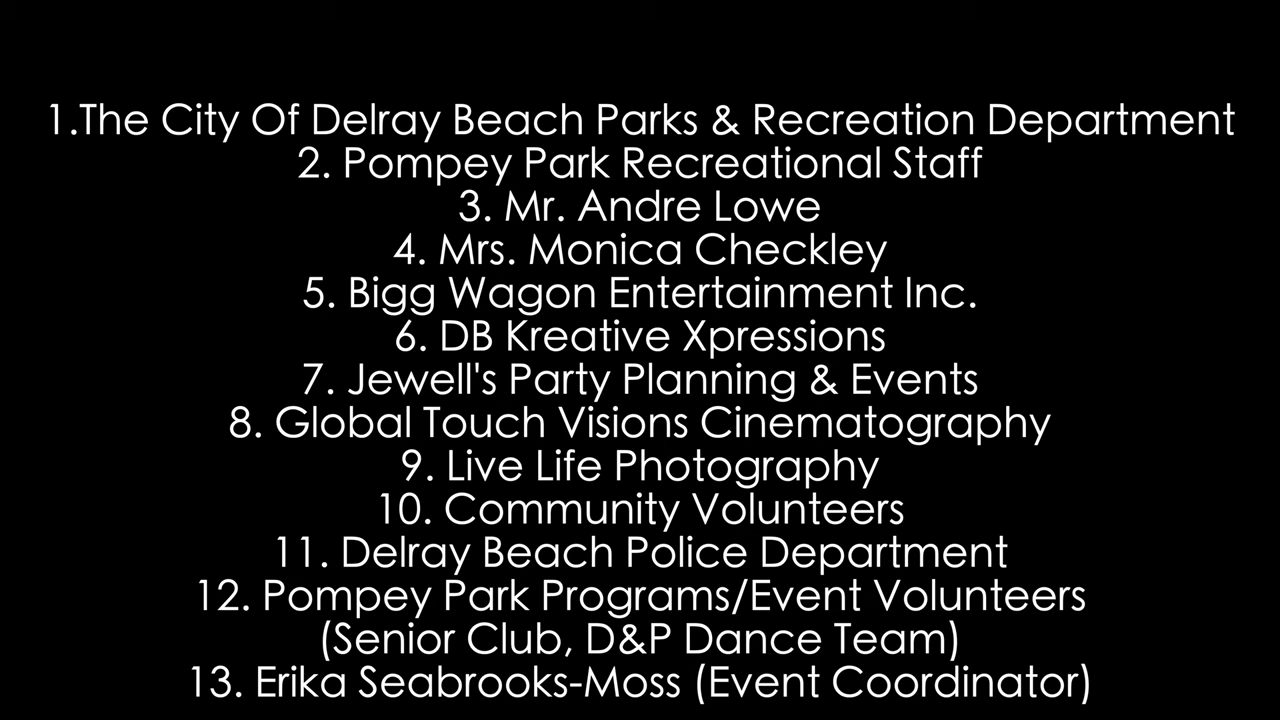 1.The City Of Delray Beach Parks & Recreation Department
2. Pompey Park Recreational Staff
3. Mr. Andre Lowe
4. Mrs. Monica Checkley
5. Bigg Wagon Entertainment Inc.
6. DB Kreative Xpressions
7. Jewell's Party Planning & Events
8. Global Touch Visions Cinematography
9. Live Life Photography
10. Community Volunteers
11. Delray Beach Police Department
12. Pompey Park Programs/Event Volunteers
(Senior Club, D&P Dance Team)
13. Erika Seabrooks-Moss (Event Coordinator)